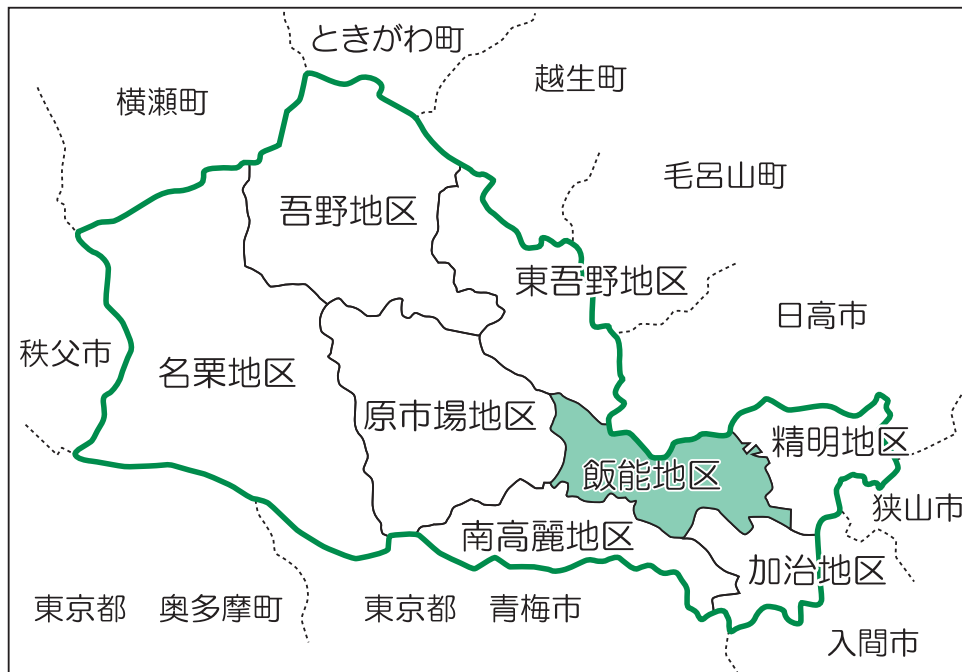 ときがわ町
越生町
横瀬町
毛呂山町
吾野地区
東吾野地区
日高市
秩父市
名栗地区
原市場地区
精明地区
飯能地区
狭山市
南高麗地区
加治地区
東京都 奥多摩町
東京都 青梅市
入間市